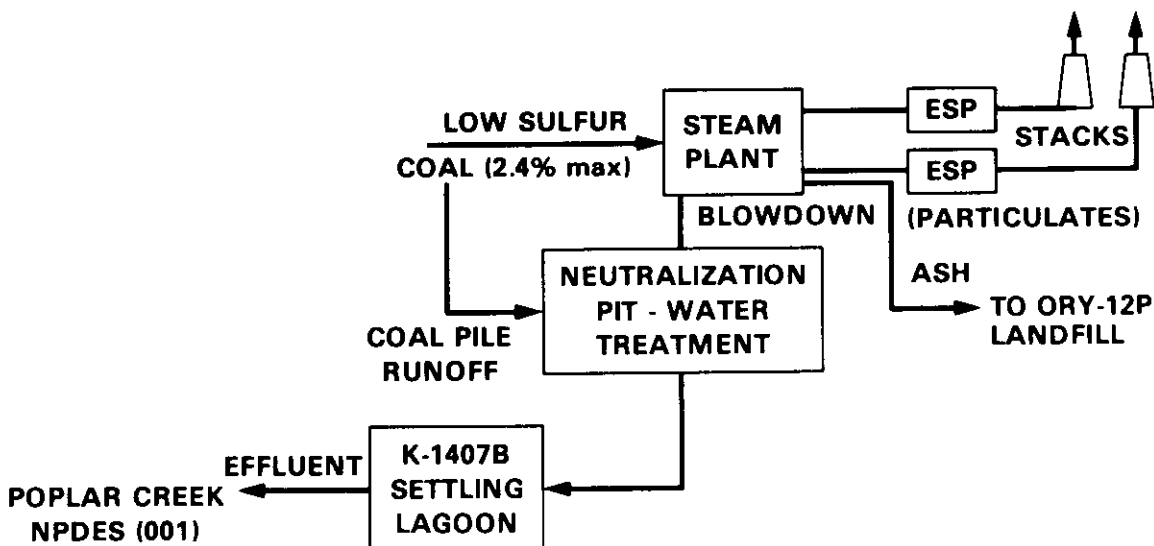 LOW SULFUR
COAL (2.4% max)
STEAM
PLANT
ESP
STACKS
ESP
(PARTICULATES)
BLOWDOWN
ASH
TO ORY-12P
LANDFILL
NEUTRALIZATION
PIT - WATER
TREATMENT
COAL PILE
RUNOFF
K-1407B
SETTLING
LAGOON
EFFLUENT
POPLAR CREEK
NPDES (001)